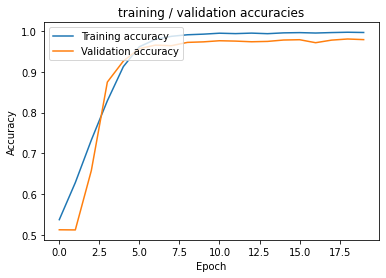 training / validation accuracies
Training accuracy
Validation accuracy
1.0
0.9
0.8
0.7
0.6
0.5
Accuracy
0.0 2.5 5.0 7.5 10.0 12.5 15.0 17.5
Epoch